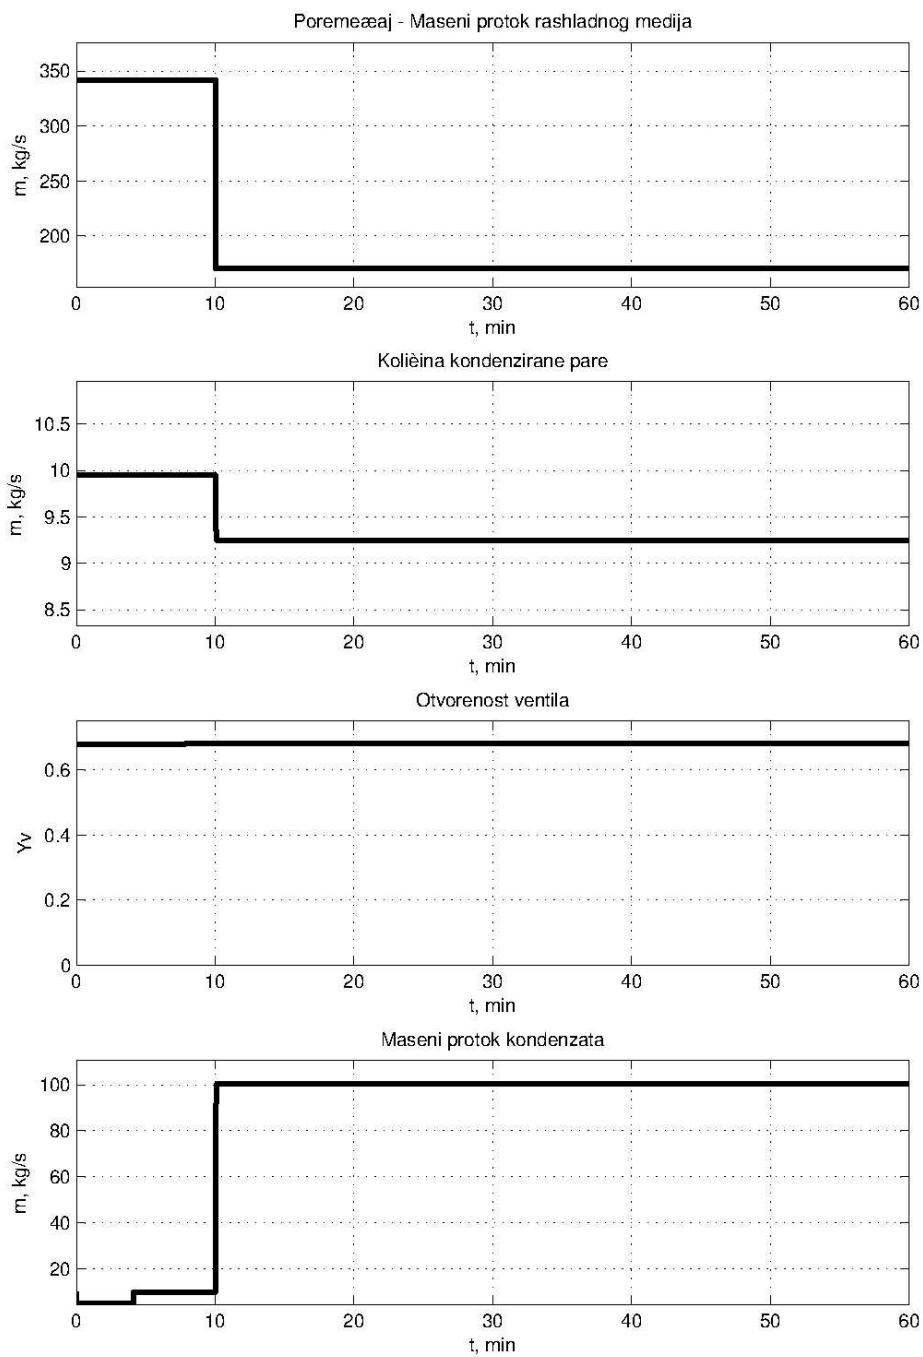 Poremeæaj - Maseni protok rashladnog medija
350
300
250
200
m, kg/s
0 10 20 30 40 50 60
t, min
Kolièina kondenzirane pare
10.5
10
9.5
9
8.5
m, kg/s
0 10 20 30 40 50 60
t, min
Otvorenost ventila
0.6
0.4
0.2
0
Yv
0 10 20 30 40 50 60
t, min
Maseni protok kondenzata
100
80
60
40
20
m, kg/s
0 10 20 30 40 50 60
t, min